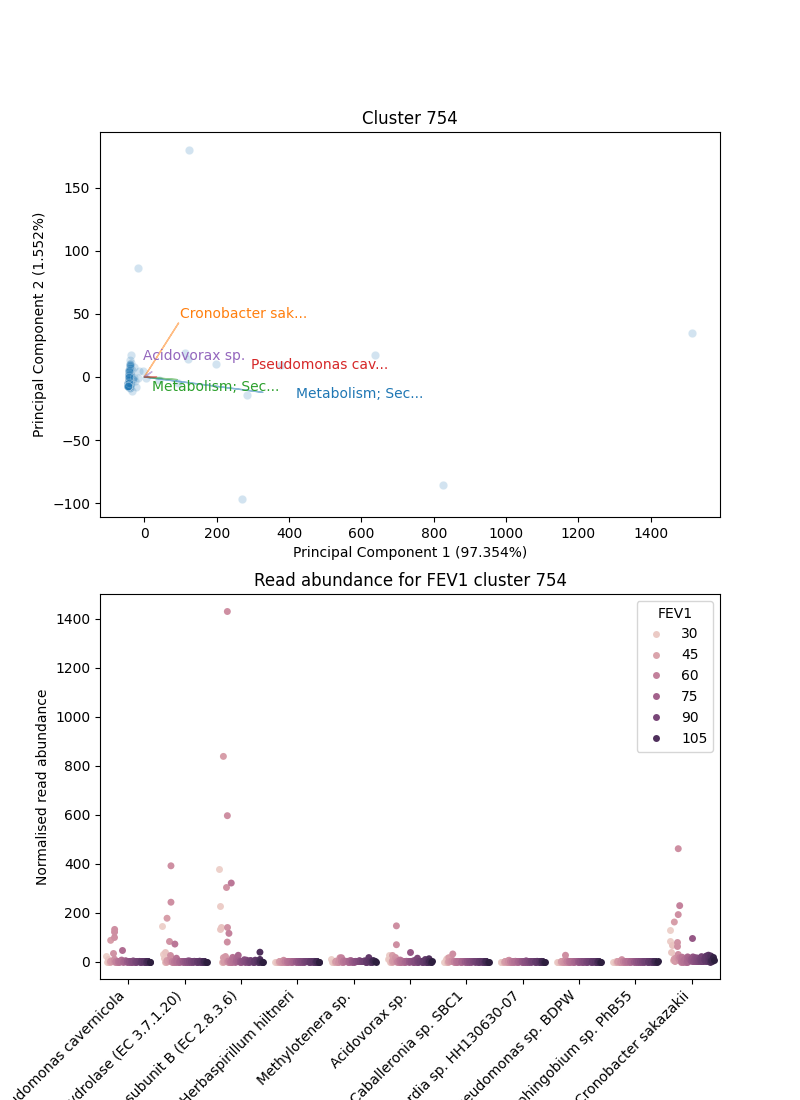 Cluster 754
Principal Component 2 (1.552%)
150
100
50
0
−50
−100
Cronobacter sak...
Acidovorax sp.
Pseudomonas cav...
Metabolism; Sec...
Metabolism; Sec...
0
200
400
600
800
1000
1200
1400
Principal Component 1 (97.354%)
Read abundance for FEV1 cluster 754
Normalised read abundance
1400
1200
1000
800
600
400
200
0
FEV1
30
45
60
75
90
105
udomonas cavernicola
ydrolase (EC 3.7.1.20)
subunit B (EC 2.8.3.6)
Herbaspirillum hiltneri
Methylotenera sp.
Acidovorax sp.
Caballeronia sp. SBC1
rdia sp. HH130630-07
eudomonas sp. BDPW
phingobium sp. PhB55
Cronobacter sakazakii